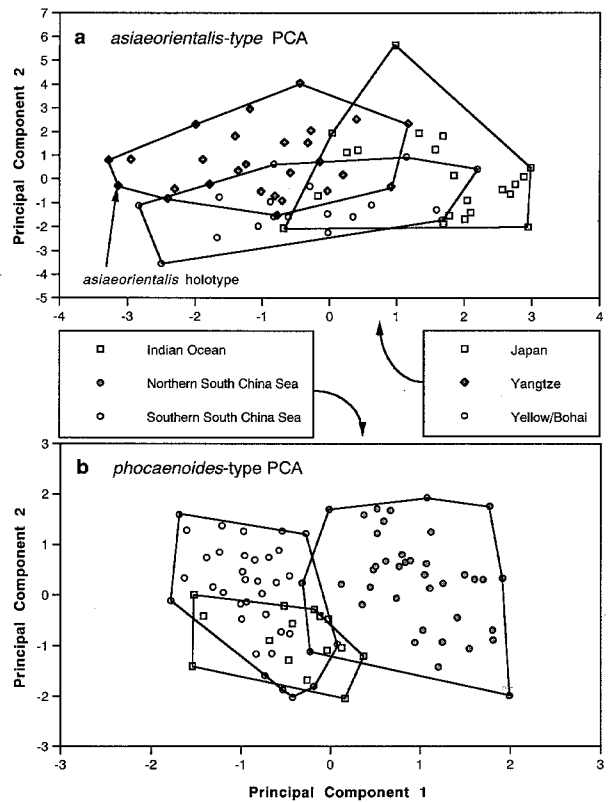 a asiaeorientalis-type PCA
Principal Component 2
7
6
5
4
3
2
1
0
-1
-2
-3
-4
-5
asiaeorientalis holotype
-4 -3 -2 -1 0 1 2 3 4
Indian Ocean
Northern South China Sea
Southern South China Sea
Japan
Yangtze
Yellow/Bohai
b phocaenoides-type PCA
Principal Component 2
3
2
1
0
-1
-2
-3
-3 -2 -1 0 1 2 3
Principal Component 1